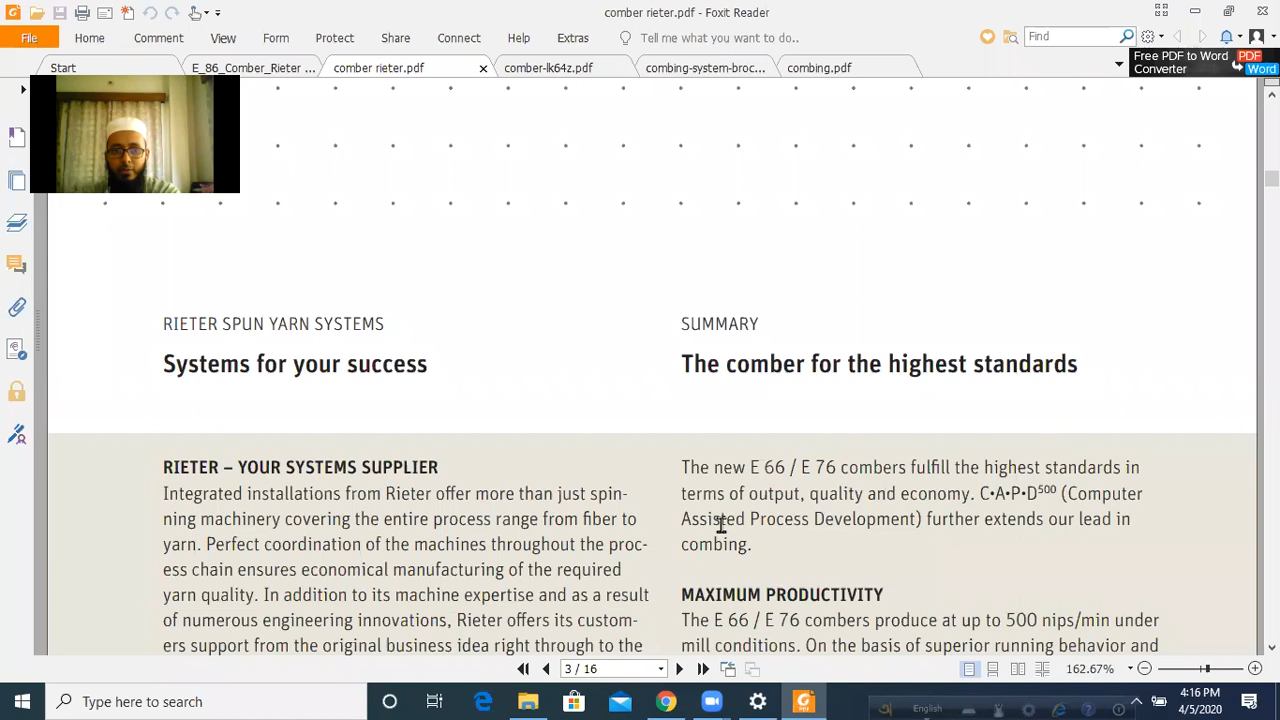 comber rieter.pdf - Foxit Reader
File Home Comment View Form Protect Share Connect Help Extras Tell me what you want to do.. Find
Start E_86_Comber_Rieter ... comber rieter.pdf comber-lk64z.pdf combing-system-broc... combing.pdf
Free PDF to Word
Converter
PDF
Word
RIETER SPUN YARN SYSTEMS
Systems for your success
RIETER – YOUR SYSTEMS SUPPLIER
Integrated installations from Rieter offer more than just spin-
ning machinery covering the entire process range from fiber to
yarn. Perfect coordination of the machines throughout the proc-
ess chain ensures economical manufacturing of the required
yarn quality. In addition to its machine expertise and as a result
of numerous engineering innovations, Rieter offers its custom-
ers support from the original business idea right through to the
SUMMARY
The comber for the highest standards
The new E 66 / E 76 combers fulfill the highest standards in
terms of output, quality and economy. C•A•P•D500 (Computer
Assisted Process Development) further extends our lead in
combing.
MAXIMUM PRODUCTIVITY
The E 66 / E 76 combers produce at up to 500 nips/min under
mill conditions. On the basis of superior running behavior and
3 / 16
162.67%
Type here to search
English
4:16 PM
4/5/2020